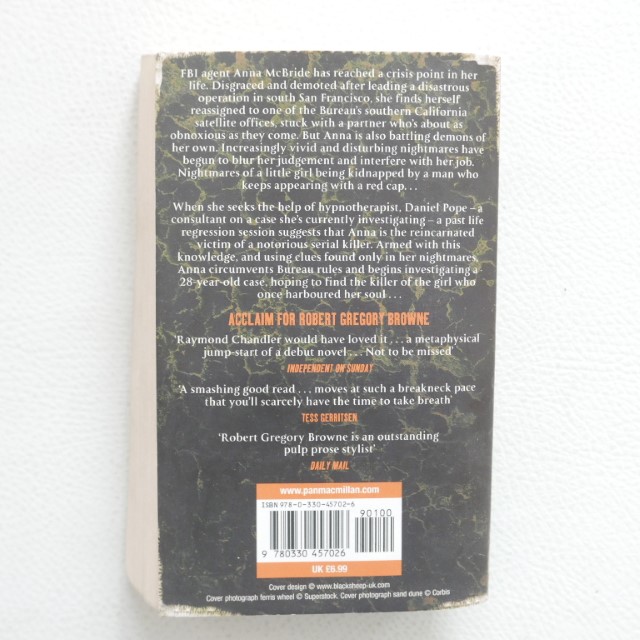 FBI agent Anna McBride has reached a crisis point in her
life. Disgraced and demoted after leading a disastrous
operation in south San Francisco, she finds herself
reassigned to one of the Bureau's southern California
satellite offices, stuck with a partner who's about as
obnoxious as they come. But Anna is also battling demons of
her own. Increasingly vivid and disturbing nightmares have
begun to blur her judgement and interfere with her job.
Nightmares of a little girl being kidnapped by a man who
keeps appearing with a red cap...
When she seeks the help of hypnotherapist, Daniel Pope – a
consultant on a case she's currently investigating – a past life
regression session suggests that Anna is the reincarnated
victim of a notorious serial killer. Armed with this
knowledge, and using clues found only in her nightmares,
Anna circumvents Bureau rules and begins investigating a
28-year-old case, hoping to find the killer of the girl who
once harboured her soul...
ACCLAIM FOR ROBERT GREGORY BROWNE
'Raymond Chandler would have loved it... a metaphysical
jump-start of a debut novel... Not to be missed'
INDEPENDENT ON SUNDAY
'A smashing good read... moves at such a breakneck pace
that you'll scarcely have the time to take breath'
TESS GERRITSEN
'Robert Gregory Browne is an outstanding
pulp prose stylist'
DAILY MAIL
www.panmacmillan.com
ISBN 978-0-330-45702-6
90100
9 780330 457026
UK £6.99
Cover design © www.blacksheep-uk.com
Cover photograph ferris wheel © Superstock. Cover photograph sand dune © Corbis